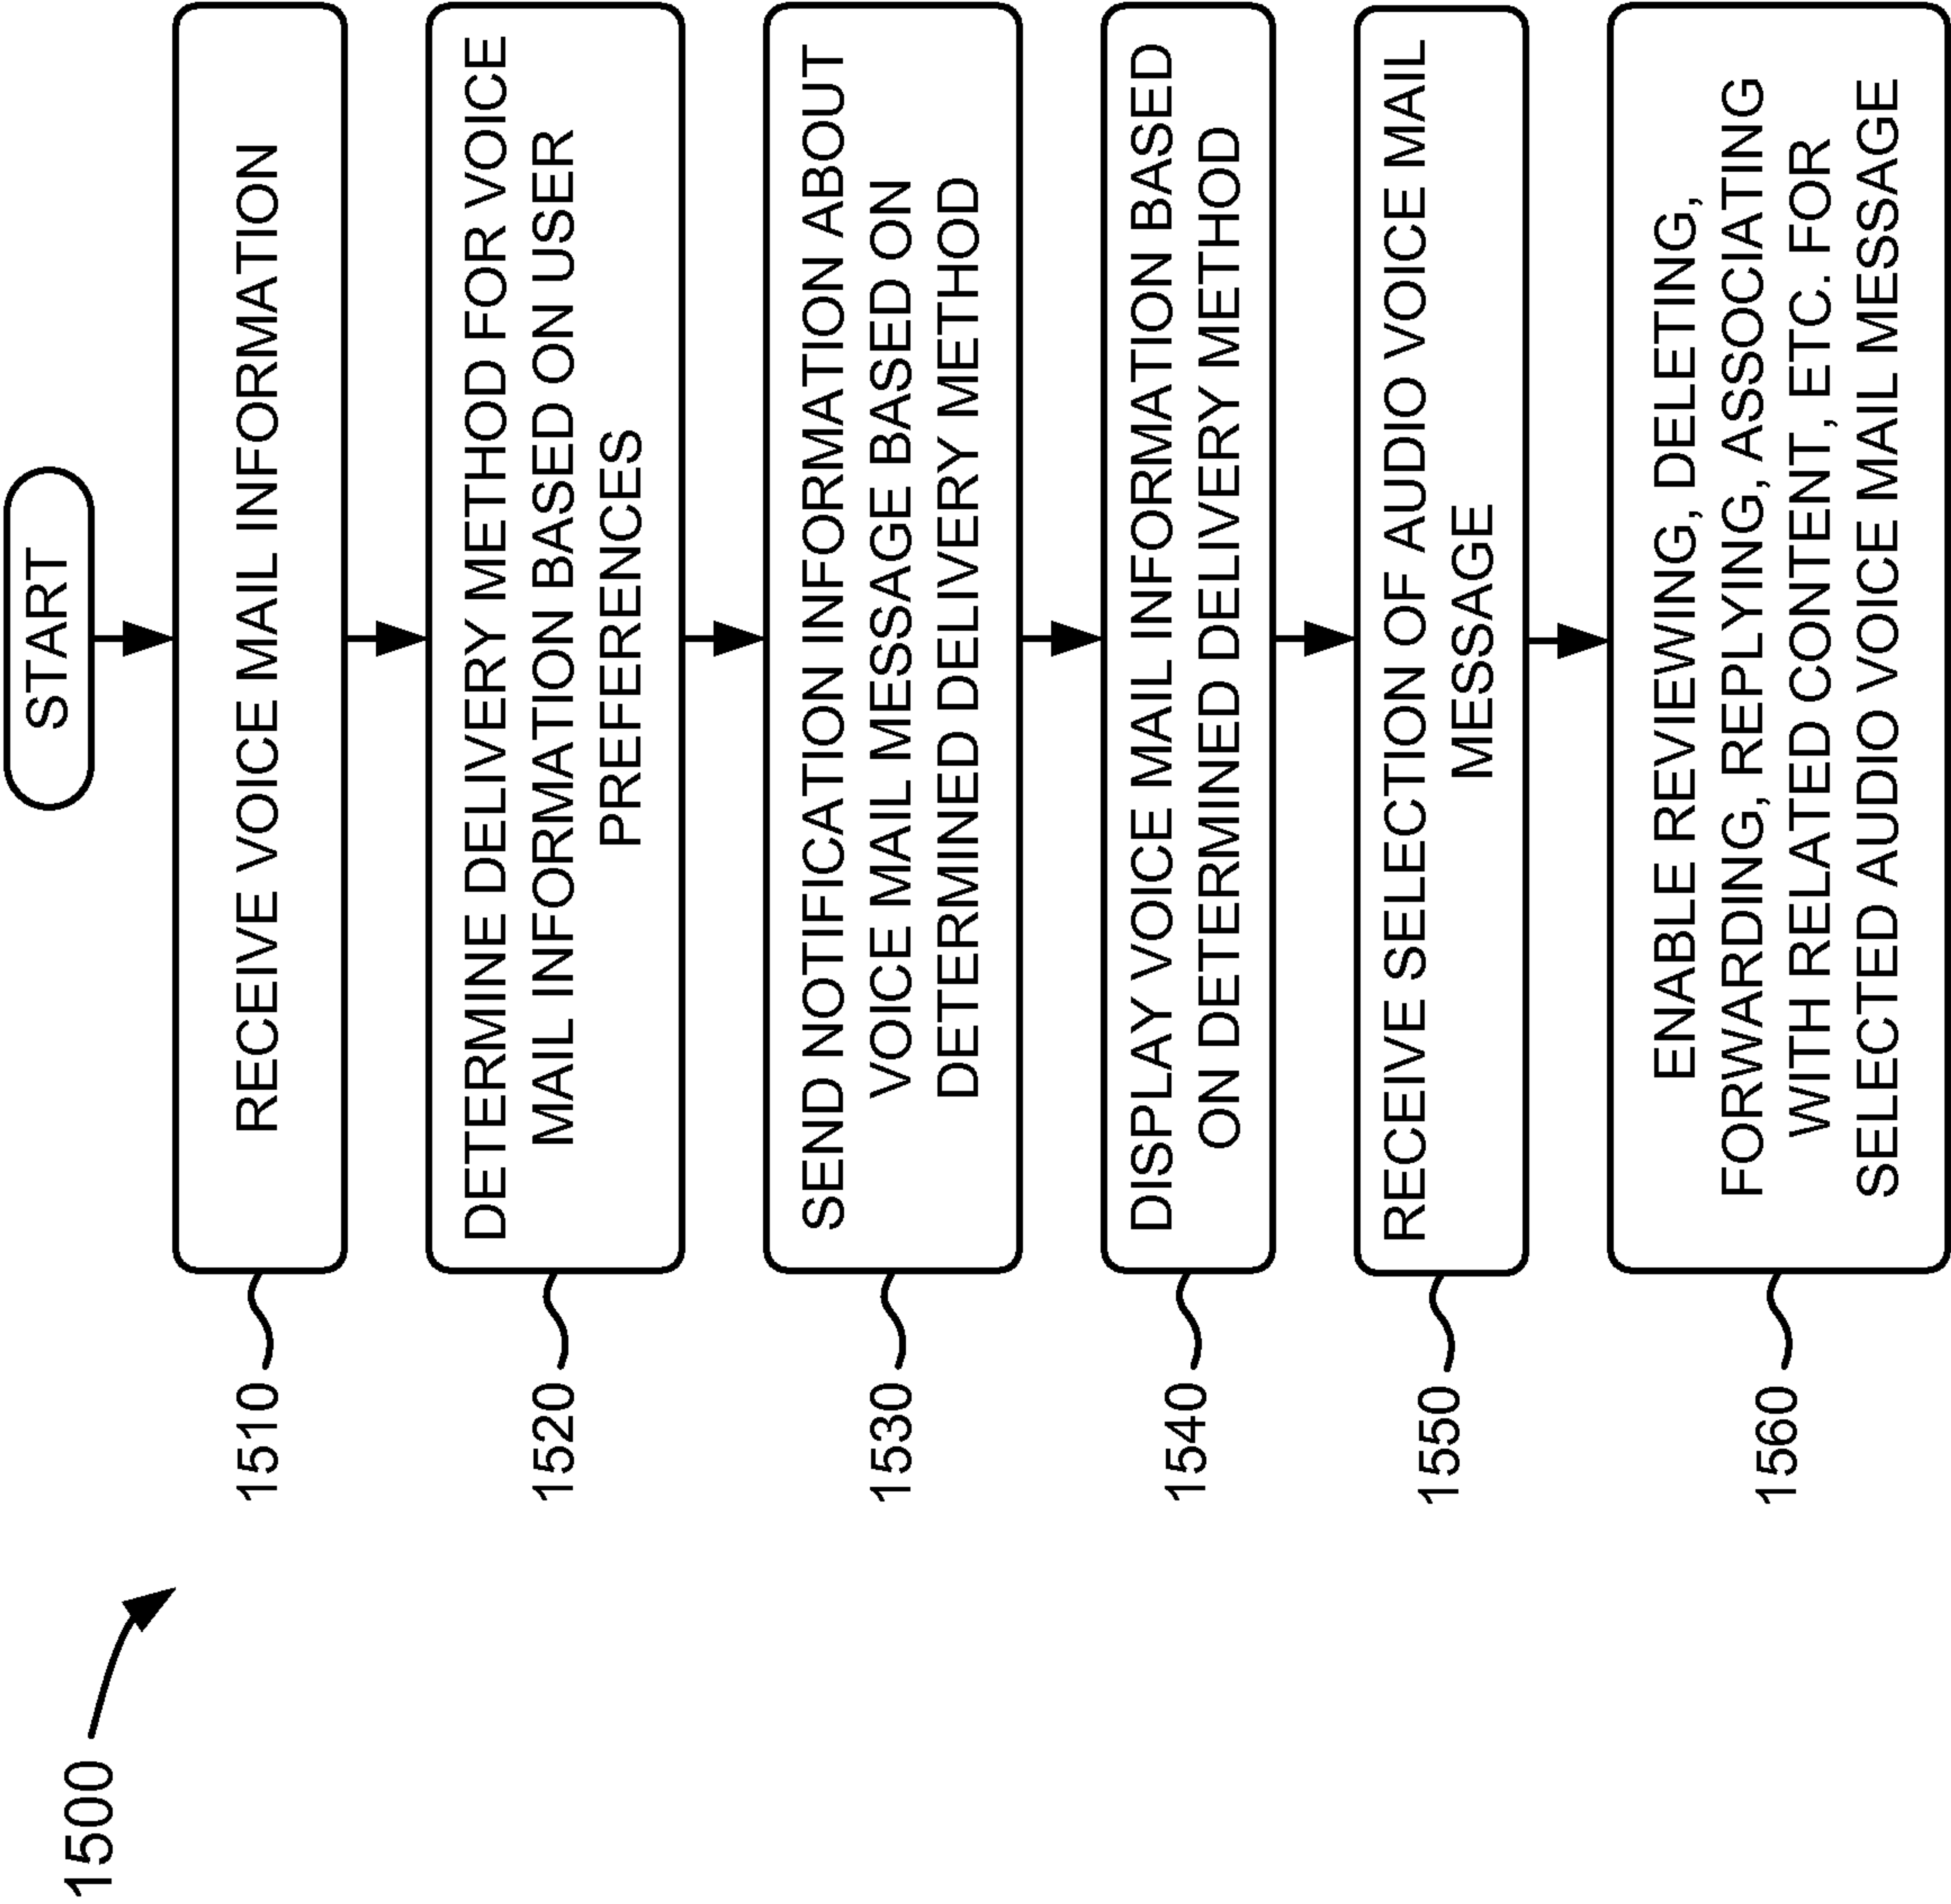 1500
START
1510
RECEIVE VOICE MAIL INFORMATION
1520
DETERMINE DELIVERY METHOD FOR VOICE
MAIL INFORMATION BASED ON USER
PREFERENCES
1530
SEND NOTIFICATION INFORMATION ABOUT
VOICE MAIL MESSAGE BASED ON
DETERMINED DELIVERY METHOD
1540
DISPLAY VOICE MAIL INFORMATION BASED
ON DETERMINED DELIVERY METHOD
1550
RECEIVE SELECTION OF AUDIO VOICE MAIL
MESSAGE
1560
ENABLE REVIEWING, DELETING,
FORWARDING, REPLYING, ASSOCIATING
WITH RELATED CONTENT, ETC. FOR
SELECTED AUDIO VOICE MAIL MESSAGE